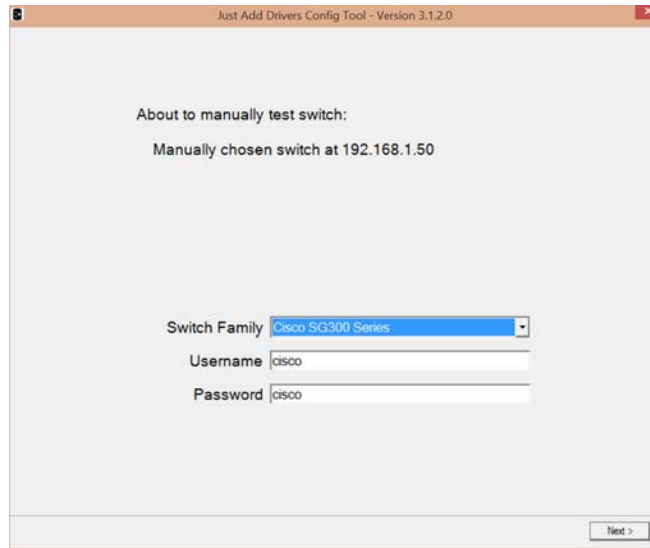 Just Add Drivers Config Tool - Version 3.1.2.0
About to manually test switch:
Manually chosen switch at 192.168.1.50
Switch Family Cisco SG300 Series
Username cisco
Password cisco
Next >